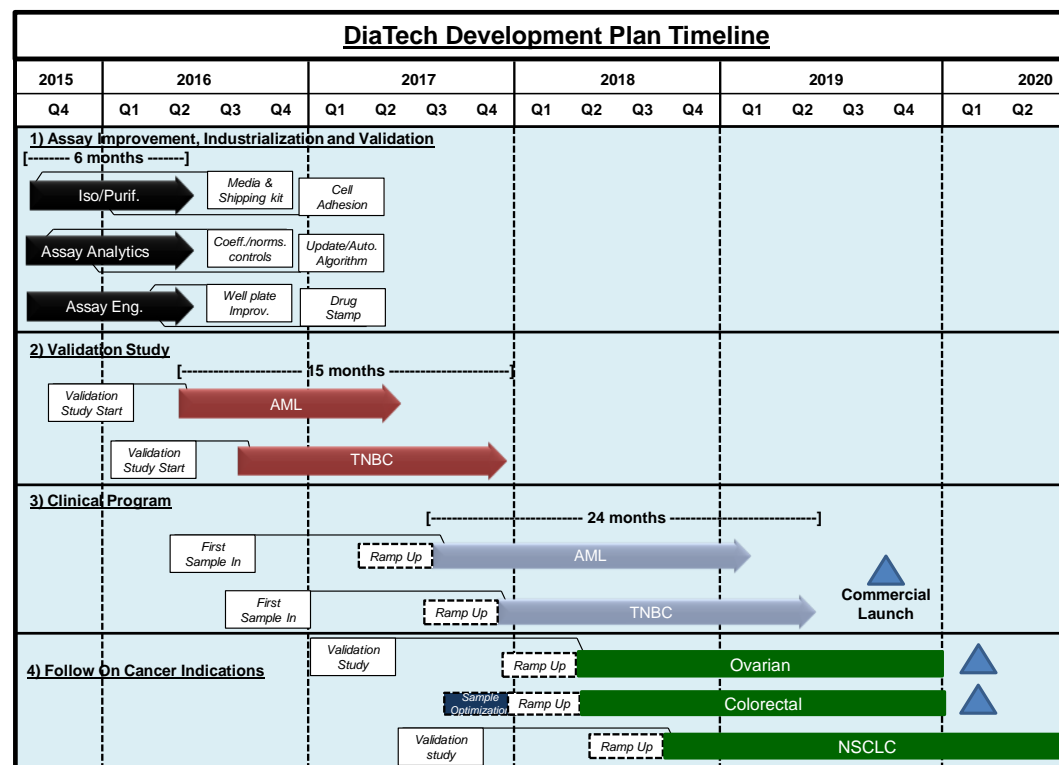 DiaTech Development Plan Timeline
2015 2016 2017 2018 2019 2020
Q4 Q1 Q2 Q3 Q4 Q1 Q2 Q3 Q4 Q1 Q2 Q3 Q4 Q1 Q2 Q3 Q4 Q1 Q2
1) Assay Improvement, Industrialization and Validation
[-------- 6 months -------]
Iso/Purif.
Media &
Shipping kit
Cell
Adhesion
Assay Analytics
Coeff./norms.
controls
Update/Auto.
Algorithm
Assay Eng.
Well plate
Improv.
Drug
Stamp
2) Validation Study
[----------------------- 15 months -----------------------]
Validation
Study Start
AML
Validation
Study Start
TNBC
3) Clinical Program
[--------------------------- 24 months ---------------------------]
First
Sample In
Ramp Up
AML
First
Sample In
Ramp Up
TNBC
Commercial
Launch
4) Follow On Cancer Indications
Validation
Study
Ramp Up
Ovarian
Sample
Optimization
Ramp Up
Colorectal
Validation
study
Ramp Up
NSCLC